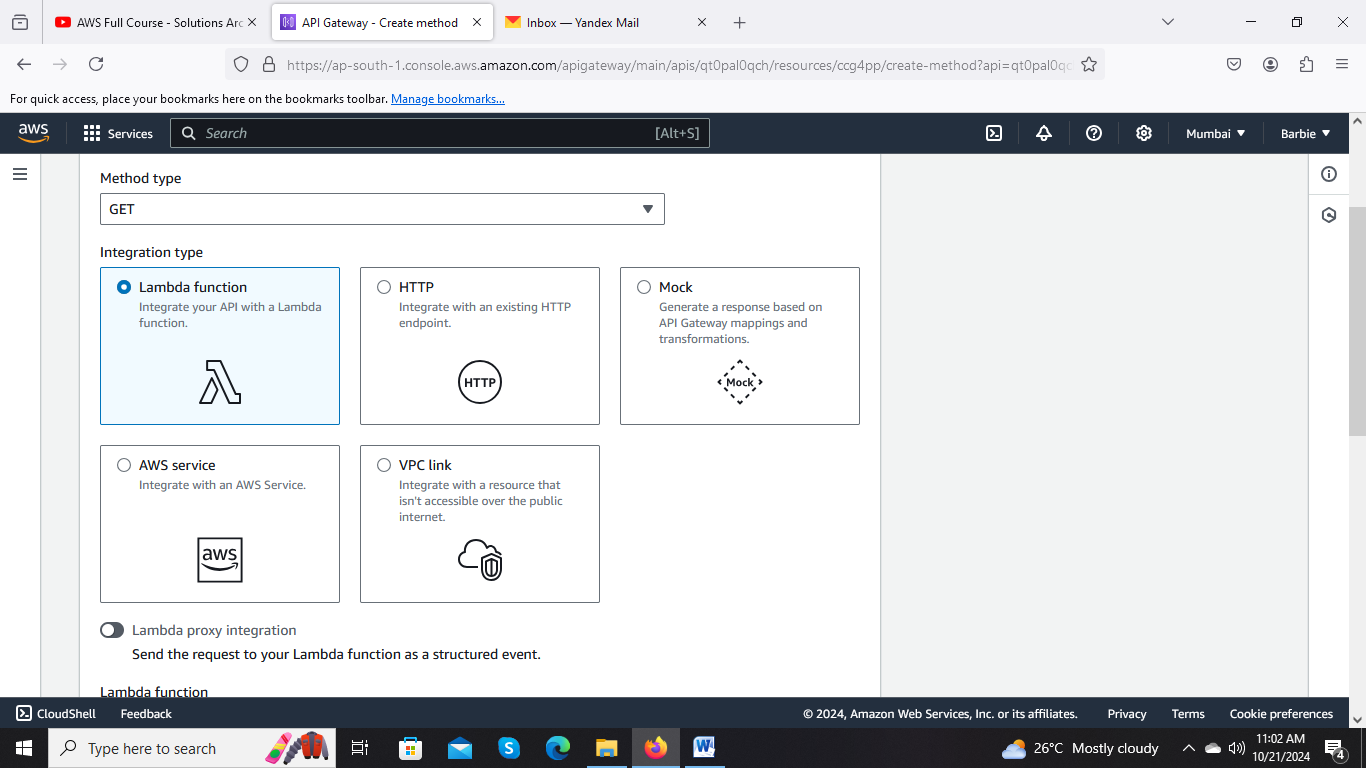 AWS Full Course - Solutions Arc
API Gateway - Create method
Inbox — Yandex Mail
https://ap-south-1.console.aws.amazon.com/apigateway/main/apis/qt0pal0qch/resources/ccg4pp/create-method?api=qt0pal0qc
For quick access, place your bookmarks here on the bookmarks toolbar. Manage bookmarks...
aws
Services
Search
[Alt+S]
Mumbai
Barbie
Method type
GET
Integration type
Lambda function
Integrate your API with a Lambda
function.
HTTP
Integrate with an existing HTTP
endpoint.
HTTP
Mock
Generate a response based on
API Gateway mappings and
transformations.
Mock
AWS service
Integrate with an AWS Service.
aws
VPC link
Integrate with a resource that
isn't accessible over the public
internet.
Lambda proxy integration
Send the request to your Lambda function as a structured event.
Lambda function
CloudShell
Feedback
© 2024, Amazon Web Services, Inc. or its affiliates.
Privacy
Terms
Cookie preferences
Type here to search
26°C Mostly cloudy
11:02 AM
10/21/2024
4